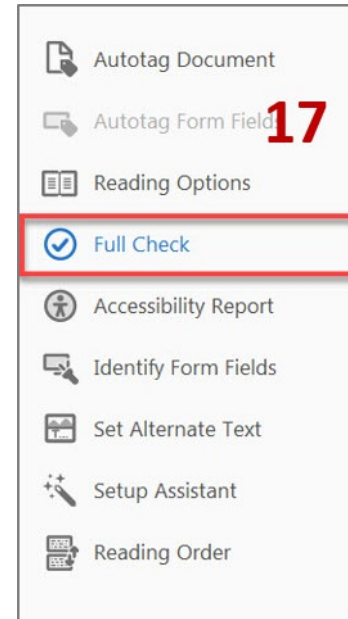 Autotag Document
Autotag Form Fields 17
Reading Options
Full Check
Accessibility Report
Identify Form Fields
Set Alternate Text
Setup Assistant
Reading Order